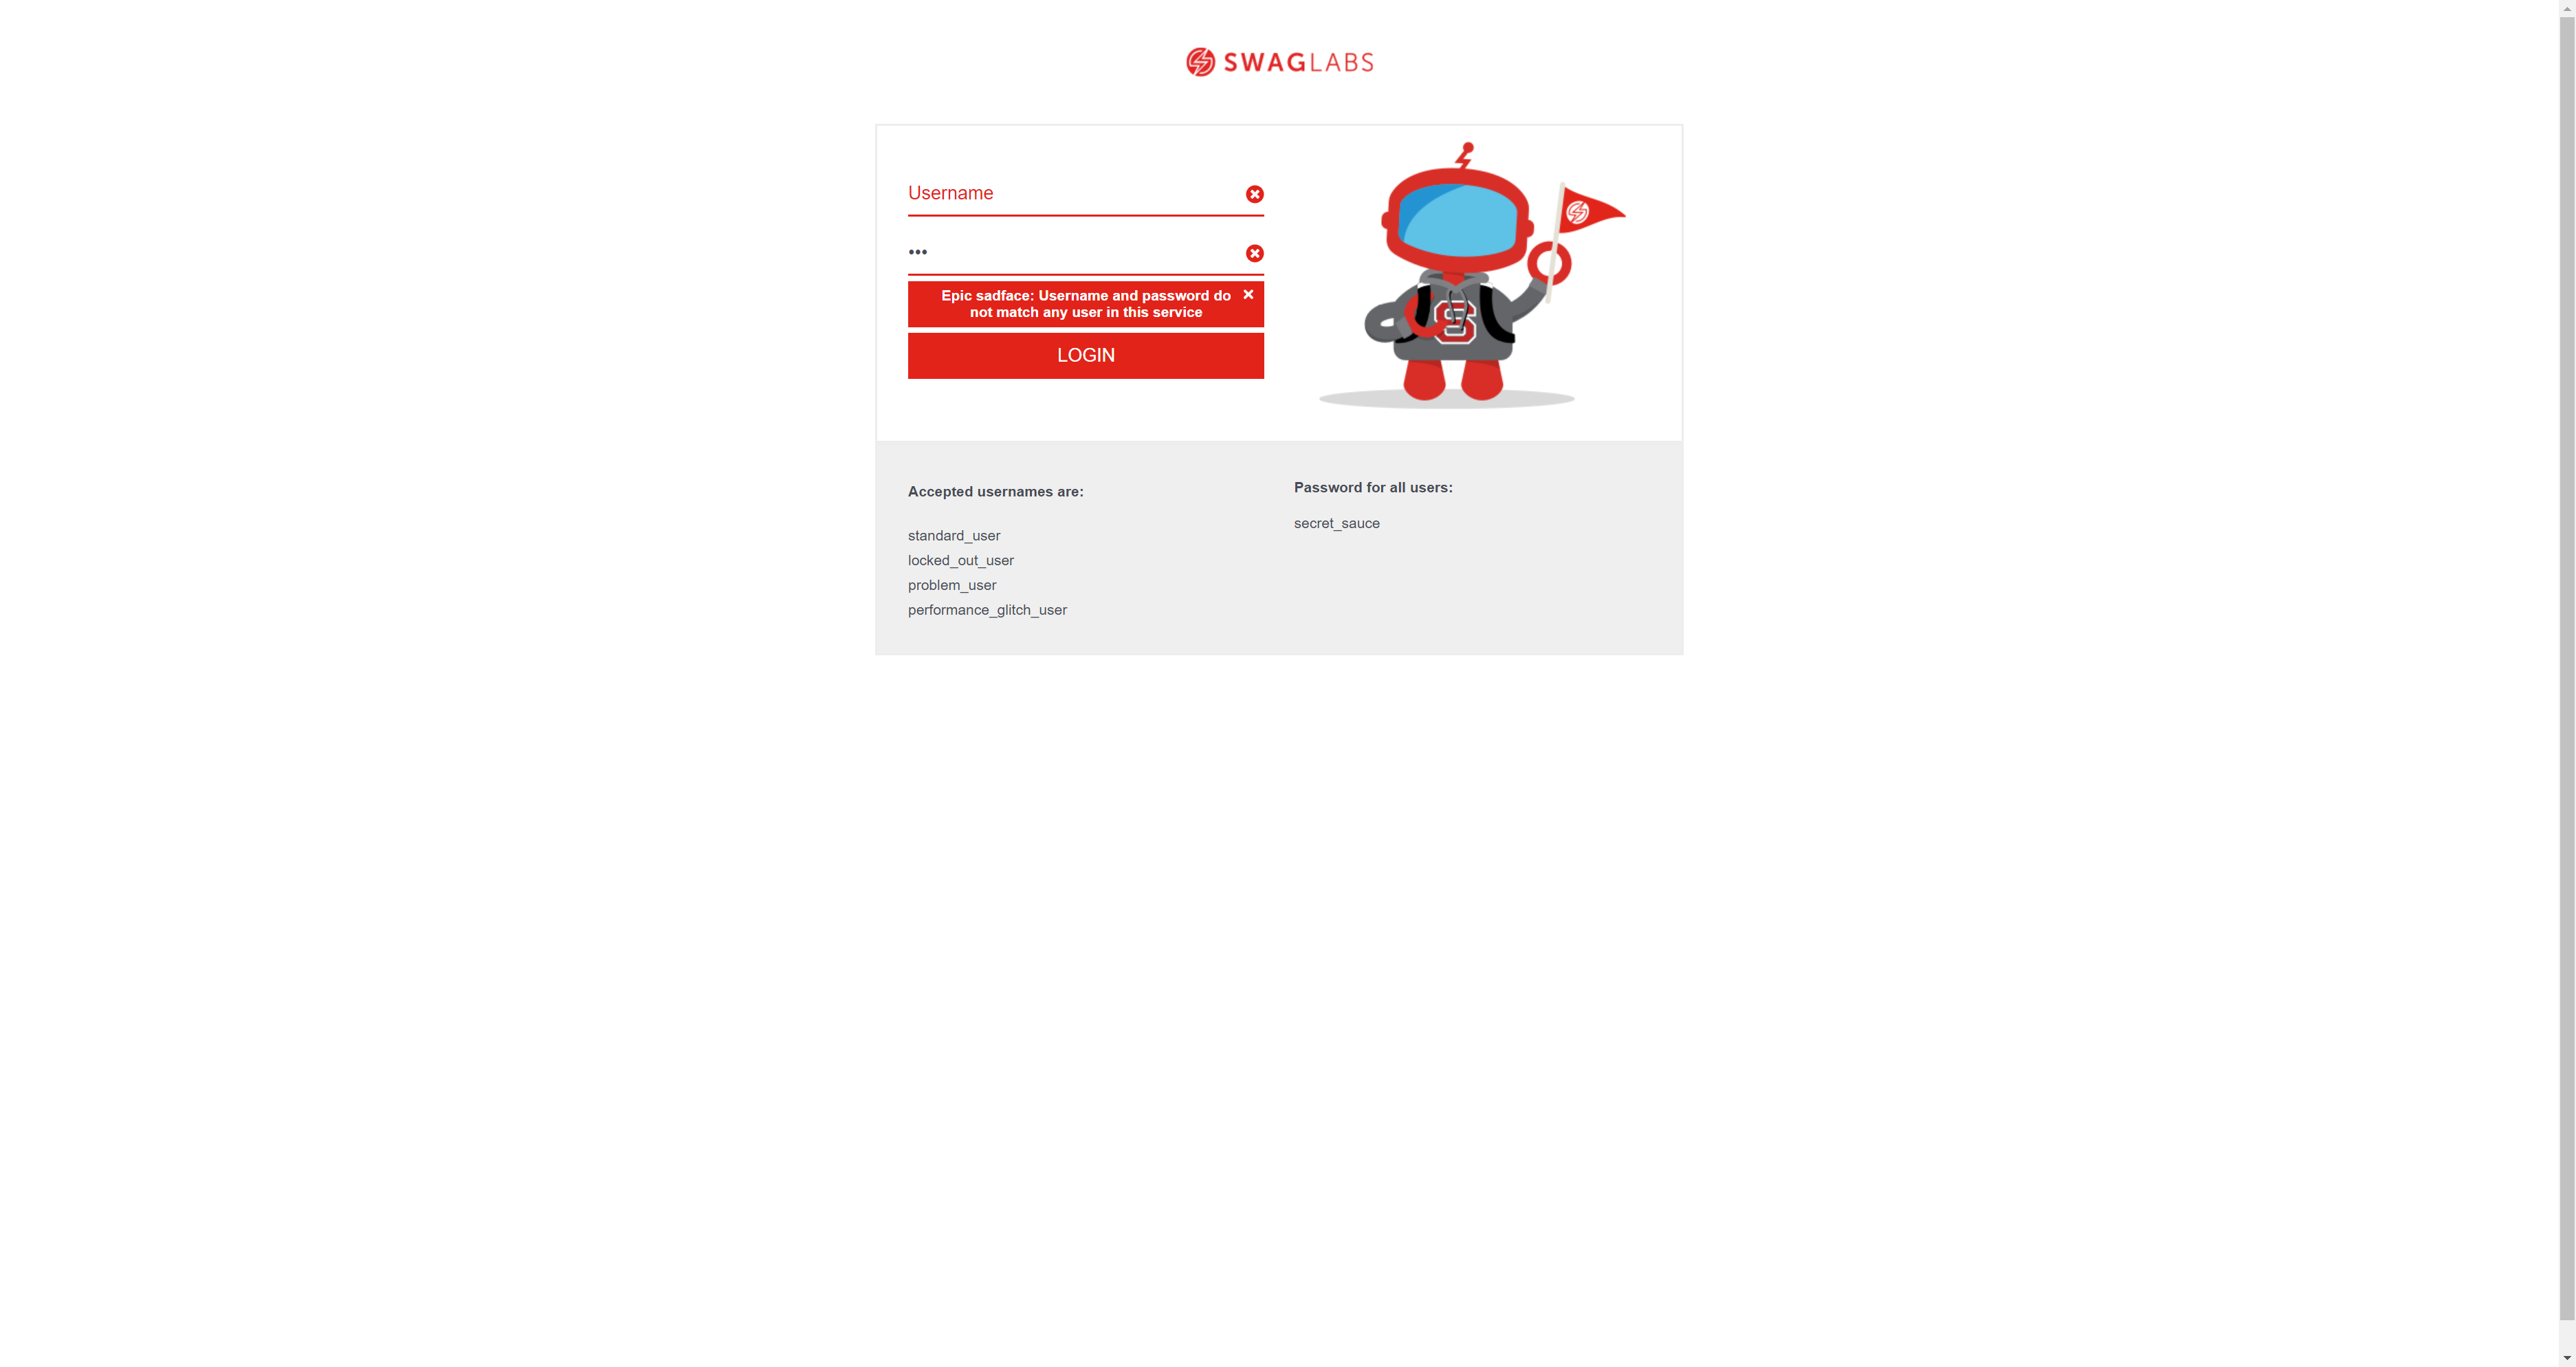 SWAGLABS
Username
•••
Epic sadface: Username and password do
not match any user in this service
LOGIN
S
Accepted usernames are:
standard_user
locked_out_user
problem_user
performance_glitch_user
Password for all users:
secret_sauce